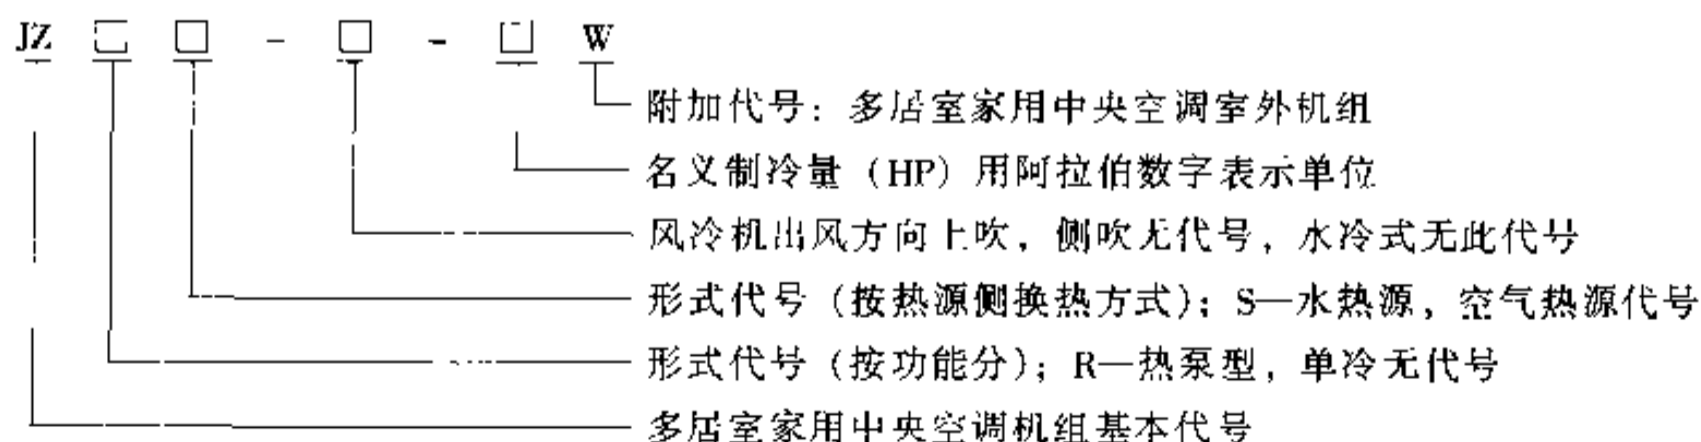 JZ □ □ - □ - □ W
附加代号：多居室家用中央空调室外机组
名义制冷量（HP）用阿拉伯数字表示单位
风冷机出风方向上吹，侧吹无代号，水冷式无此代号
形式代号（按热源侧换热方式）；S—水热源，空气热源代号
形式代号（按功能分）；R—热泵型，单冷无代号
多居室家用中央空调机组基本代号